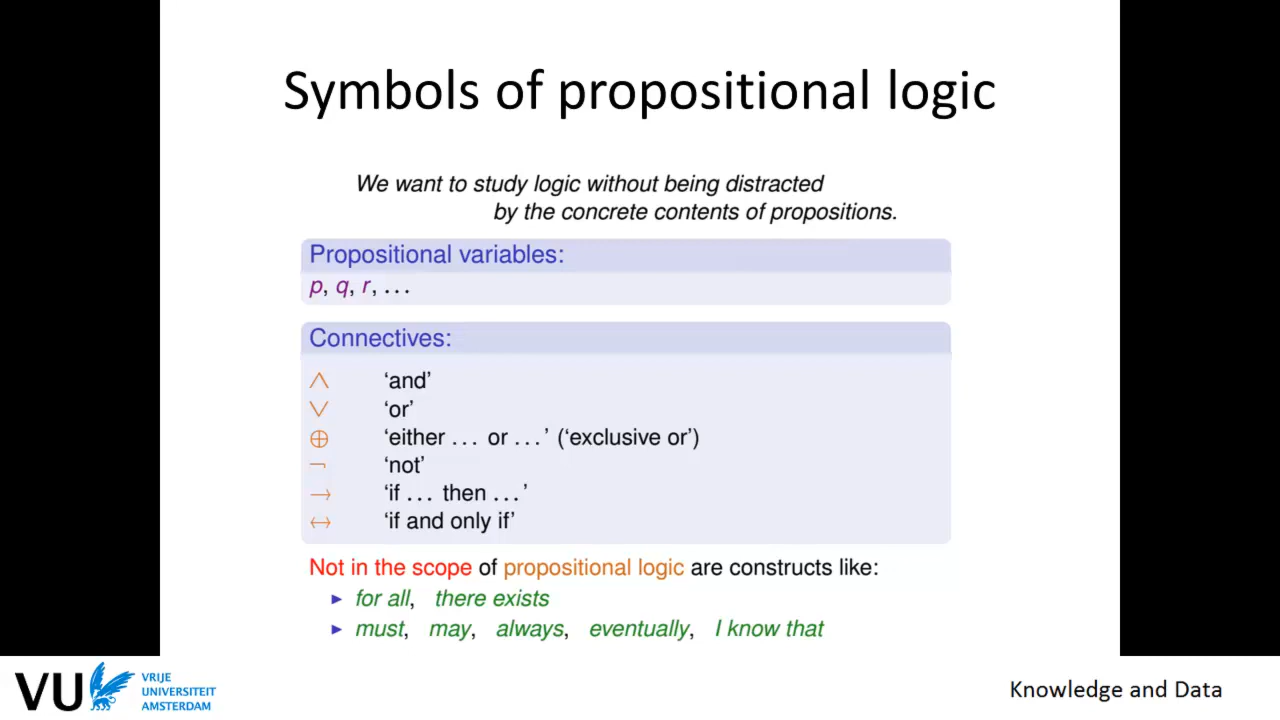 Symbols of propositional logic
We want to study logic without being distracted
by the concrete contents of propositions.
Propositional variables:
p, q, r, ...
Connectives:
∧ ‘and’
∨ ‘or’
⊕ ‘either ... or ...’ (‘exclusive or’)
¬ ‘not’
→ ‘if ... then ...’
↔ ‘if and only if’
Not in the scope of propositional logic are constructs like:
▶ for all, there exists
▶ must, may, always, eventually, I know that
VU VRIJE
UNIVERSITEIT
AMSTERDAM
Knowledge and Data